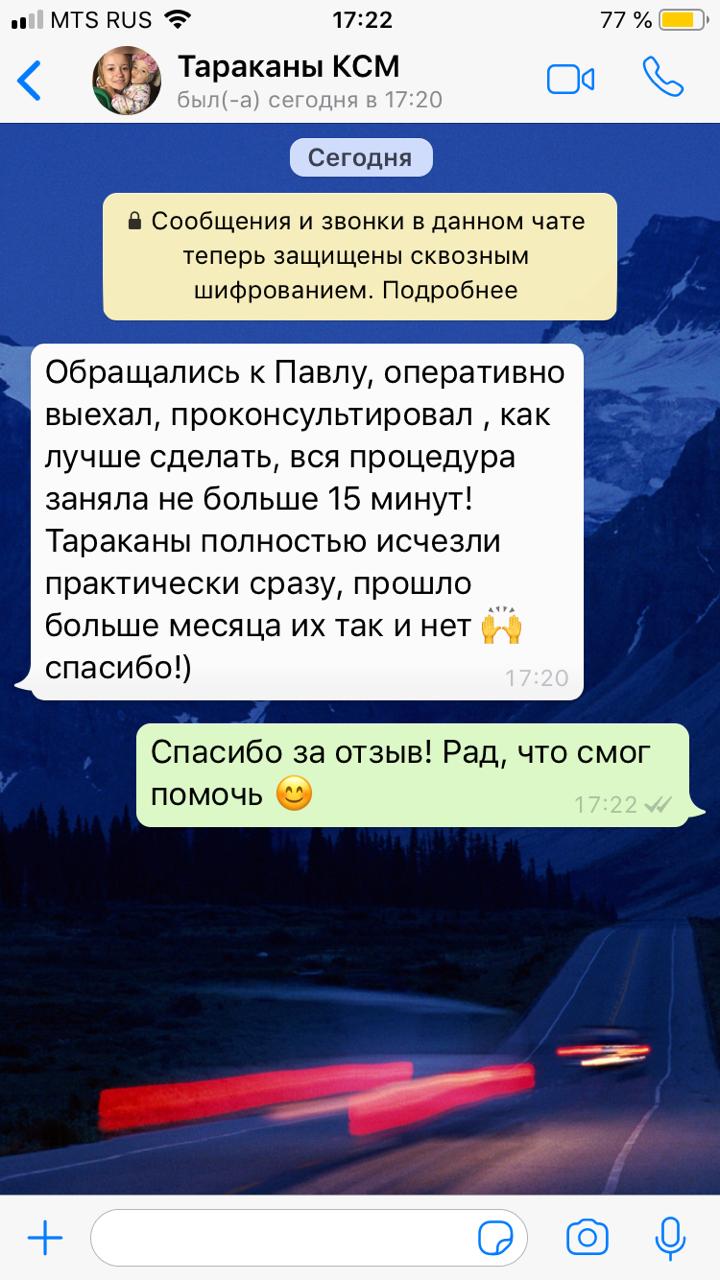 MTS RUS 17:22 77 %
Тараканы КСМ
был(-а) сегодня в 17:20
Сегодня
Сообщения и звонки в данном чате
теперь защищены сквозным
шифрованием. Подробнее
Обращались к Павлу, оперативно
выехал, проконсультировал , как
лучше сделать, вся процедура
заняла не больше 15 минут!
Тараканы полностью исчезли
практически сразу, прошло
больше месяца их так и нет 🙌
спасибо!)
17:20
Спасибо за отзыв! Рад, что смог
помочь 😊
17:22